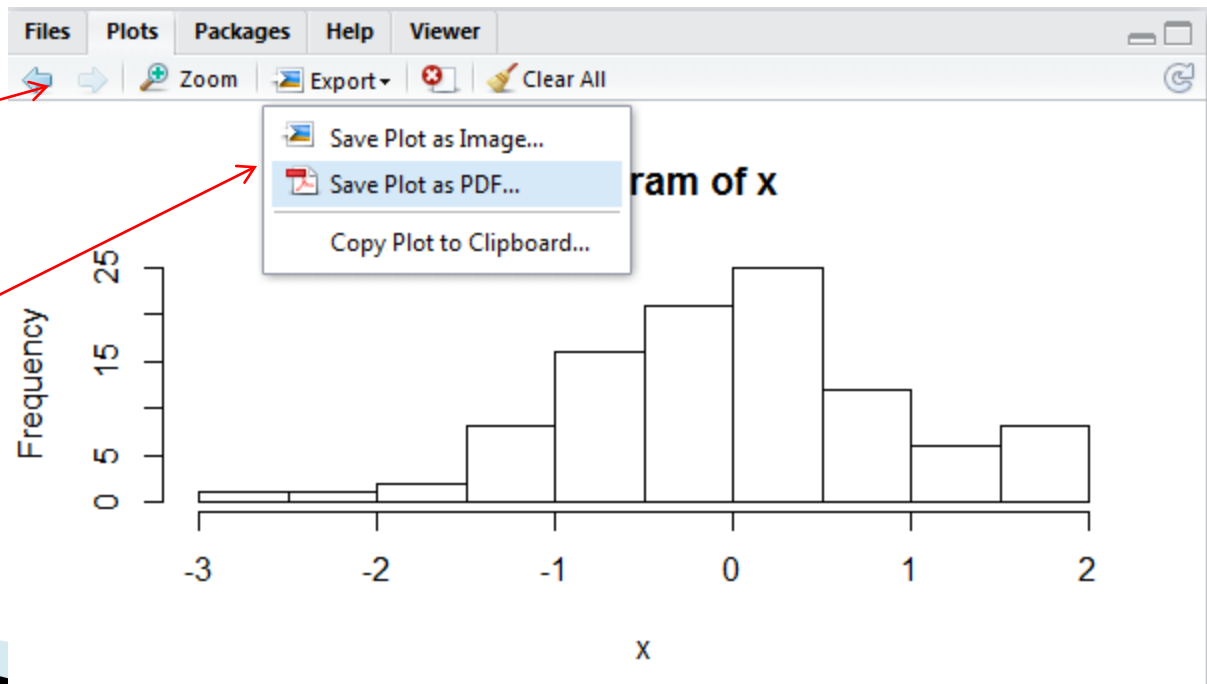 Files Plots Packages Help Viewer
Zoom Export Clear All
Save Plot as Image...
Save Plot as PDF...
Copy Plot to Clipboard...
ram of x
Frequency
25
15
5
0
-3 -2 -1 0 1 2
x